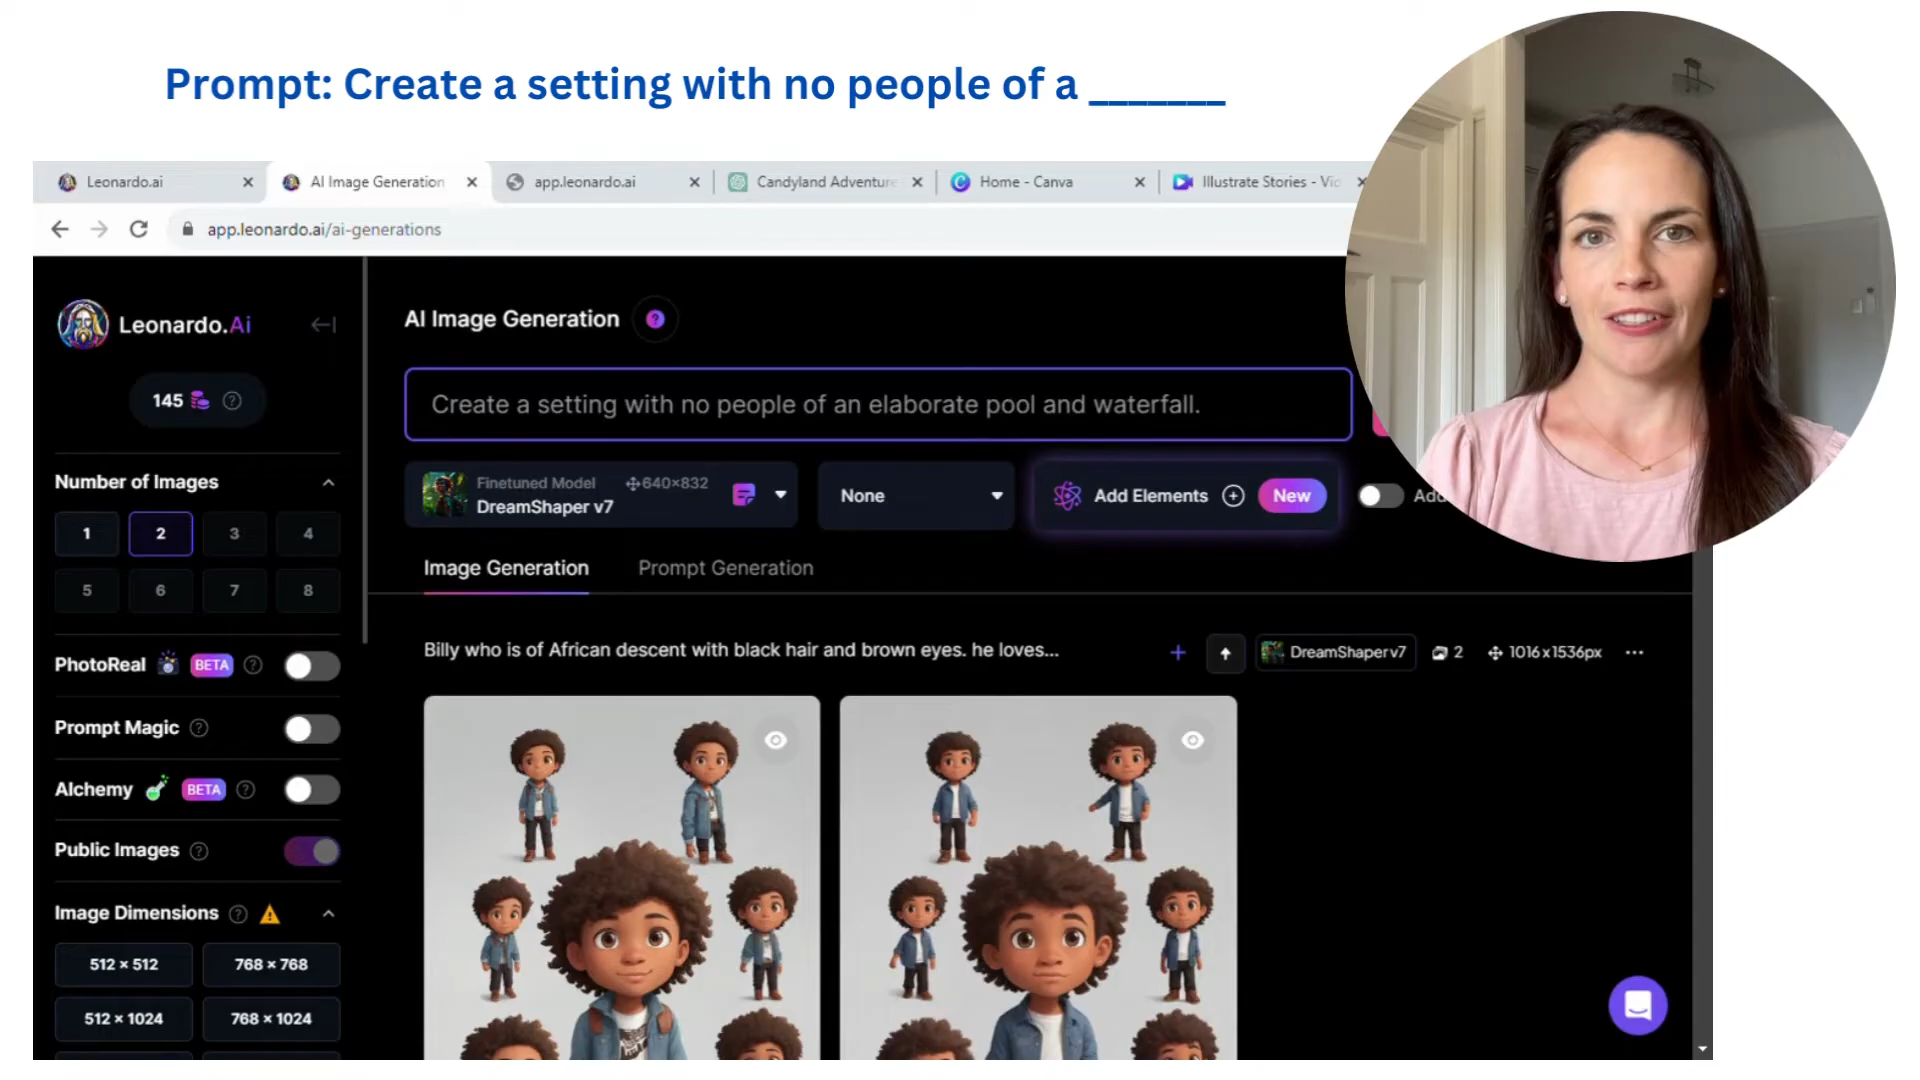 Prompt: Create a setting with no people of a _______
Leonardo.ai
AI Image Generation
app.leonardo.ai
Candyland Adventure
Home - Canva
Illustrate Stories - Vic
app.leonardo.ai/ai-generations
Leonardo.Ai
AI Image Generation
145
Create a setting with no people of an elaborate pool and waterfall.
Number of Images
Finetuned Model
640×832
DreamShaper v7
None
Add Elements
New
Add
1
2
3
4
5
6
7
8
Image Generation
Prompt Generation
PhotoReal
BETA
Billy who is of African descent with black hair and brown eyes. he loves...
DreamShaper v7
2
1016x1536px
Prompt Magic
Alchemy
BETA
Public Images
Image Dimensions
512 × 512
768 × 768
512 × 1024
768 × 1024